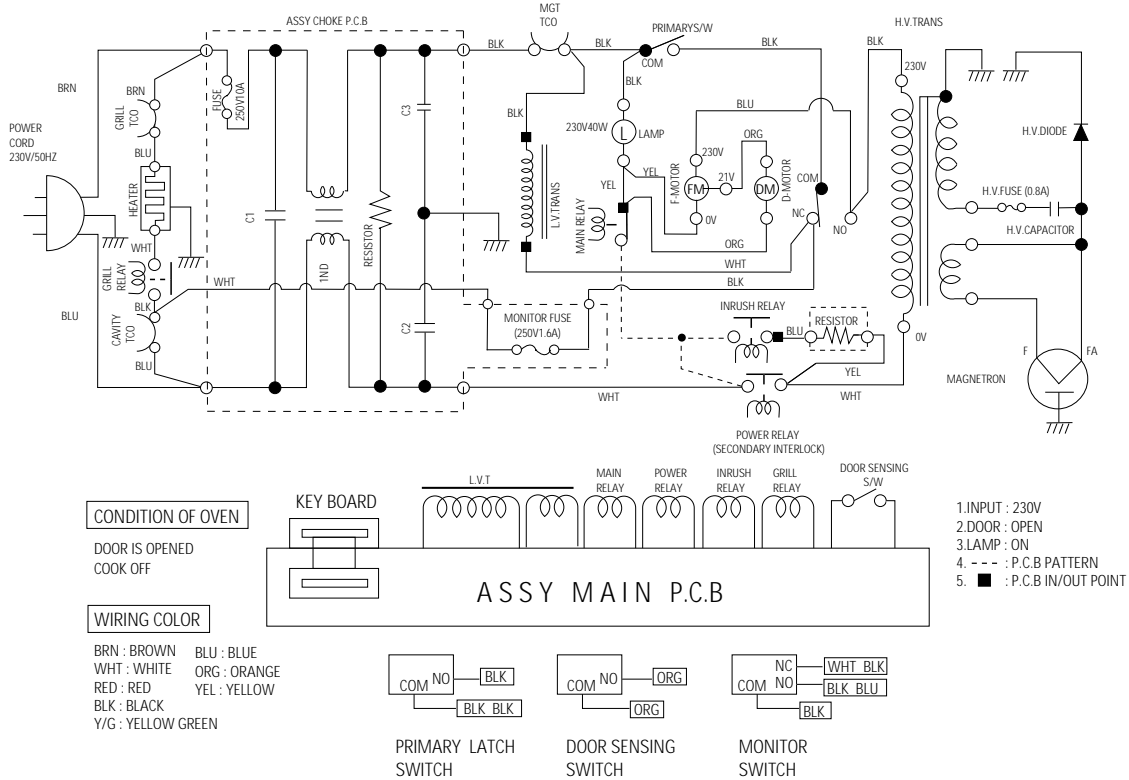 ASSY CHOKE P.C.B
MGT
TCO
PRIMARYS/W
H.V.TRANS
BLK
BLK
COM
BLK
BLK
230V
BRN
BRN
GRILL
TCO
FUSE
250V10A
C3
BLK
BLK
BLU
POWER
CORD
230V/50HZ
BLU
230V40W
L
LAMP
ORG
H.V.DIODE
HEATER
C1
RESISTOR
L.V.TRANS
YEL
YEL
230V
F-MOTOR
FM
21V
DM
D-MOTOR
0V
COM
NC
NO
H.V.FUSE (0.8A)
H.V.CAPACITOR
MAIN RELAY
ORG
WHT
GRILL
RELAY
1ND
WHT
WHT
BLK
BLK
CAVITY
TCO
BLU
BLU
C2
MONITOR FUSE
(250V1.6A)
INRUSH RELAY
BLU
RESISTOR
0V
YEL
WHT
WHT
F
FA
MAGNETRON
POWER RELAY
(SECONDARY INTERLOCK)
CONDITION OF OVEN
DOOR IS OPENED
COOK OFF
KEY BOARD
L.V.T
MAIN
RELAY
POWER
RELAY
INRUSH
RELAY
GRILL
RELAY
DOOR SENSING
S/W
ASSY MAIN P.C.B
1.INPUT : 230V
2.DOOR : OPEN
3.LAMP : ON
4. ---- : P.C.B PATTERN
5. ■ : P.C.B IN/OUT POINT
WIRING COLOR
BRN : BROWN BLU : BLUE
WHT : WHITE ORG : ORANGE
RED : RED YEL : YELLOW
BLK : BLACK
Y/G : YELLOW GREEN
COM NO BLK
BLK BLK
PRIMARY LATCH
SWITCH
COM NO ORG
ORG
DOOR SENSING
SWITCH
NC WHT BLK
COM NO BLK BLU
BLK
MONITOR
SWITCH